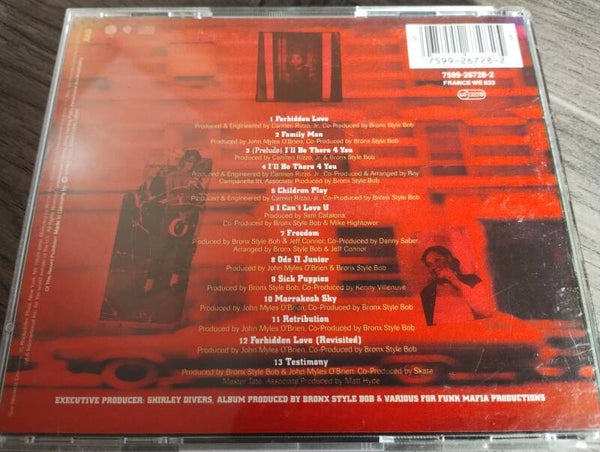 7599-26728-2
7599-26728-2
FRANCE WE 833
1 Forbidden Love
Produced & Engineered by Carmen Rizzo, Jr. Co-Produced by Bronx Style Bob
2 Family Man
Produced by John Myles O'Brien, Co-Produced by Bronx Style Bob
3 (Prelude) I'll Be There 4 You
Produced by Carmen Rizzo, Jr. & Bronx Style Bob
4 I'll Be There 4 You
Produced & Engineered by Carmen Rizzo, Jr., Co-Produced & Arranged by Roy
Campanella III, Associate Produced by Bronx Style Bob
5 Children Play
Produced & Engineered by Carmen Rizzo, Jr., Co-Produced by Bronx Style Bob
6 I Can't Love U
Produced by Sam Catalona,
Co-Produced by Bronx Style Bob & Mike Hightower
7 Freedom
Produced by Bronx Style Bob & Jeff Connor, Co-Produced by Danny Saber
Arranged by Bronx Style Bob & Jeff Connor
8 Ode II Junior
Produced by John Myles O'Brien & Bronx Style Bob
9 Sick Puppies
Produced by Bronx Style Bob, Co-Produced by Kenny Villenuve
10 Marrakesh Sky
Produced by John Myles O'Brien, Co-Produced by Bronx Style Bob
11 Retribution
Produced by John Myles O'Brien, Co-Produced by Bronx Style Bob
12 Forbidden Love (Revisited)
Produced by John Myles O'Brien, Co-Produced by Bronx Style Bob
13 Testimony
Produced by Bronx Style Bob & John Myles O'Brien, Co-Produced by Skate
Master Tate, Associate Produced by Matt Hyde
EXECUTIVE PRODUCER: SHIRLEY DIVERS, ALBUM PRODUCED BY BRONX STYLE BOB & VARIOUS FOR FUNK MAFIA PRODUCTIONS